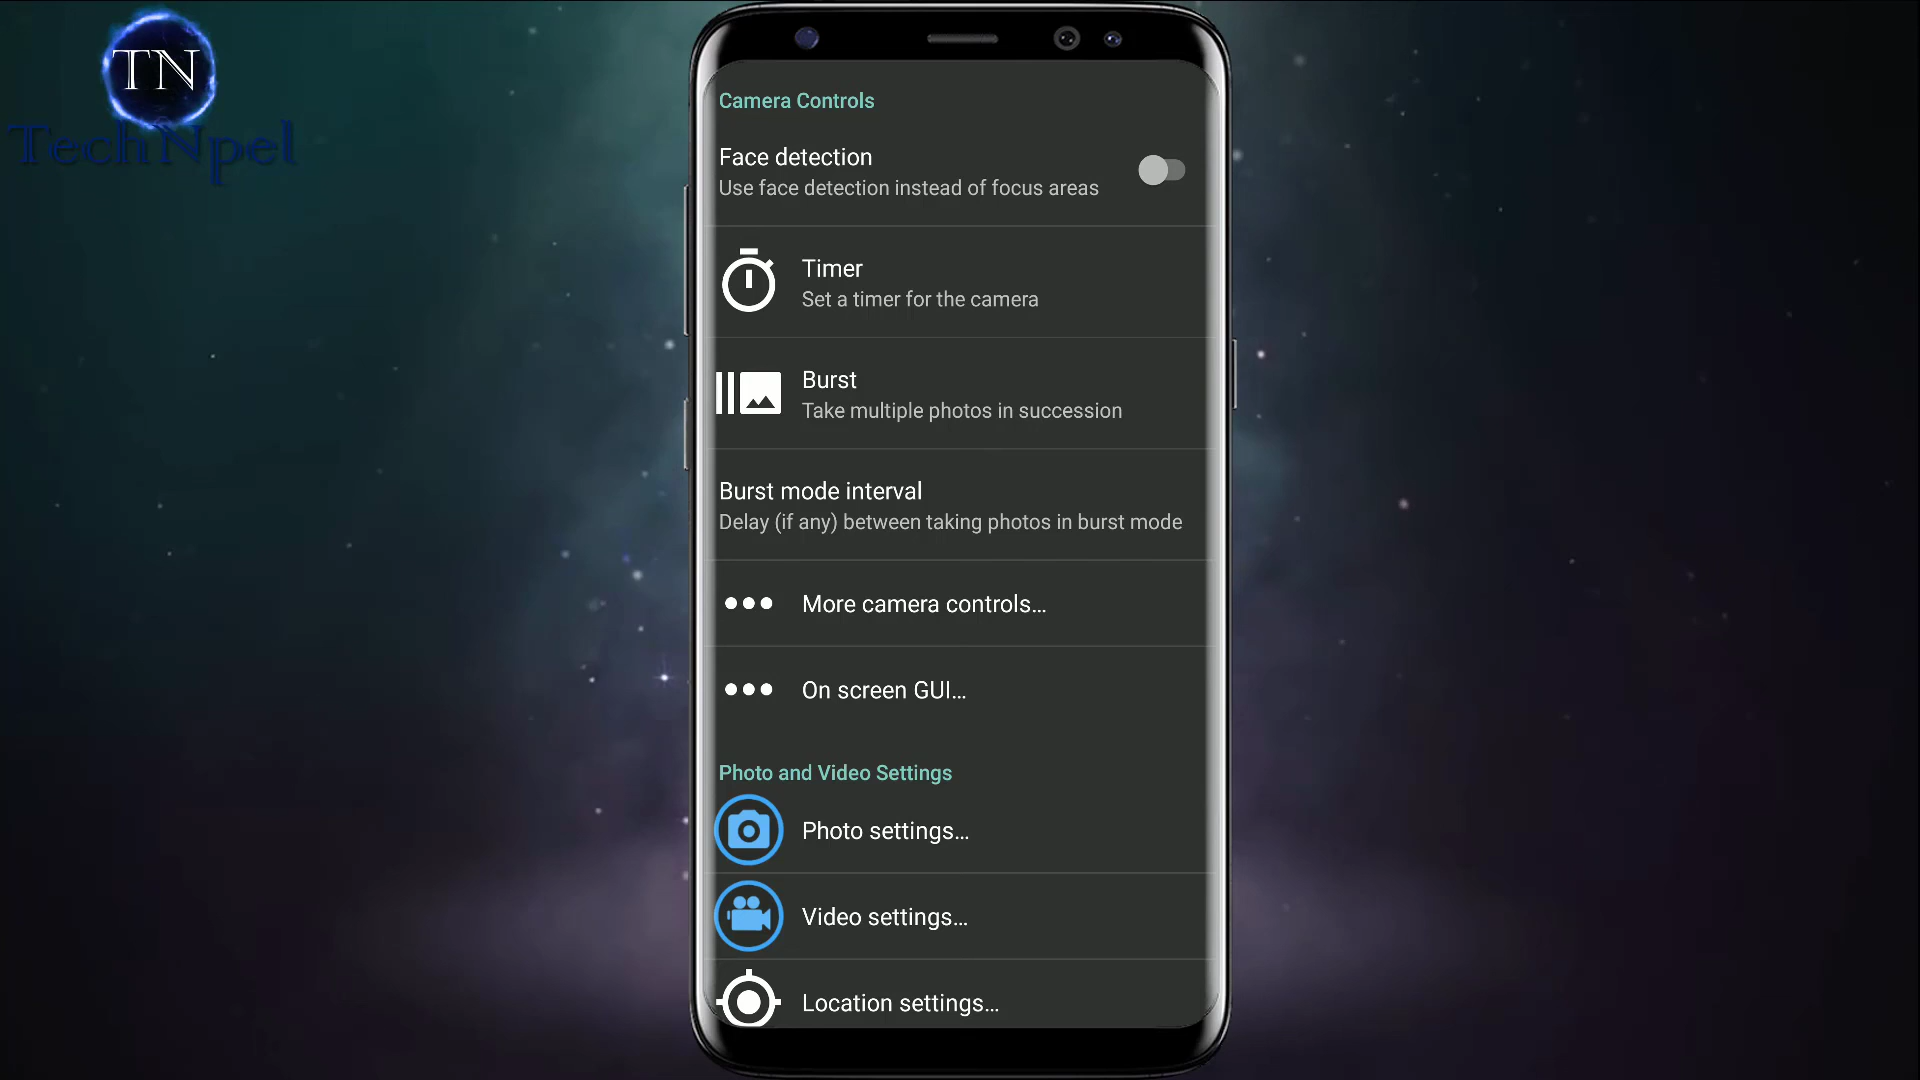 TN
TechNpel
Camera Controls
Face detection
Use face detection instead of focus areas
Timer
Set a timer for the camera
Burst
Take multiple photos in succession
Burst mode interval
Delay (if any) between taking photos in burst mode
More camera controls...
On screen GUI...
Photo and Video Settings
Photo settings...
Video settings...
Location settings...